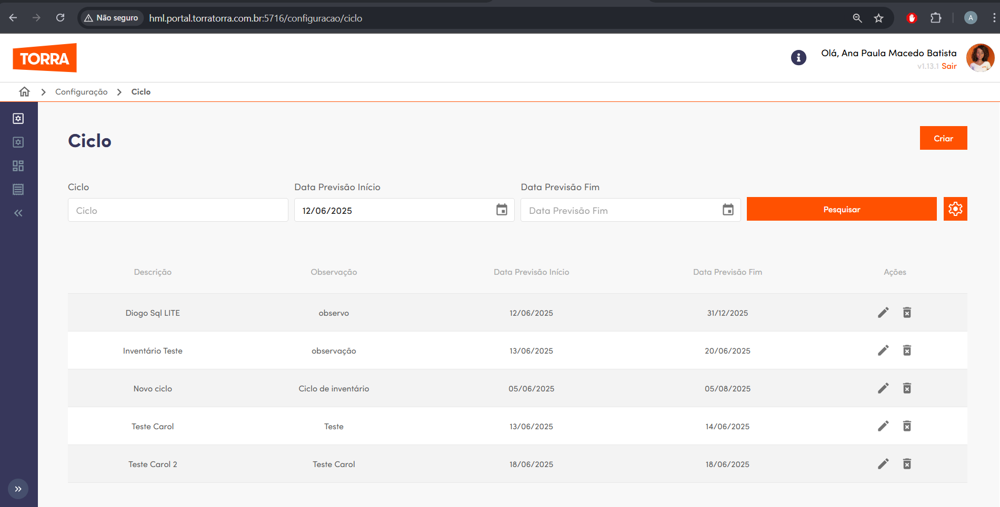 Não seguro hml.portal.torratorra.com.br:5716/configuracao/ciclo A
TORRA
Olá, Ana Paula Macedo Batista
v1.13.1 Sair
Configuração Ciclo
Ciclo
Criar
Ciclo Data Previsão Início Data Previsão Fim
Ciclo 12/06/2025 Data Previsão Fim Pesquisar
Descrição Observação Data Previsão Início Data Previsão Fim Ações
Diogo Sql LITE observo 12/06/2025 31/12/2025
Inventário Teste observação 13/06/2025 20/06/2025
Novo ciclo Ciclo de inventário 05/06/2025 05/08/2025
Teste Carol Teste 13/06/2025 14/06/2025
Teste Carol 2 Teste Carol 18/06/2025 18/06/2025